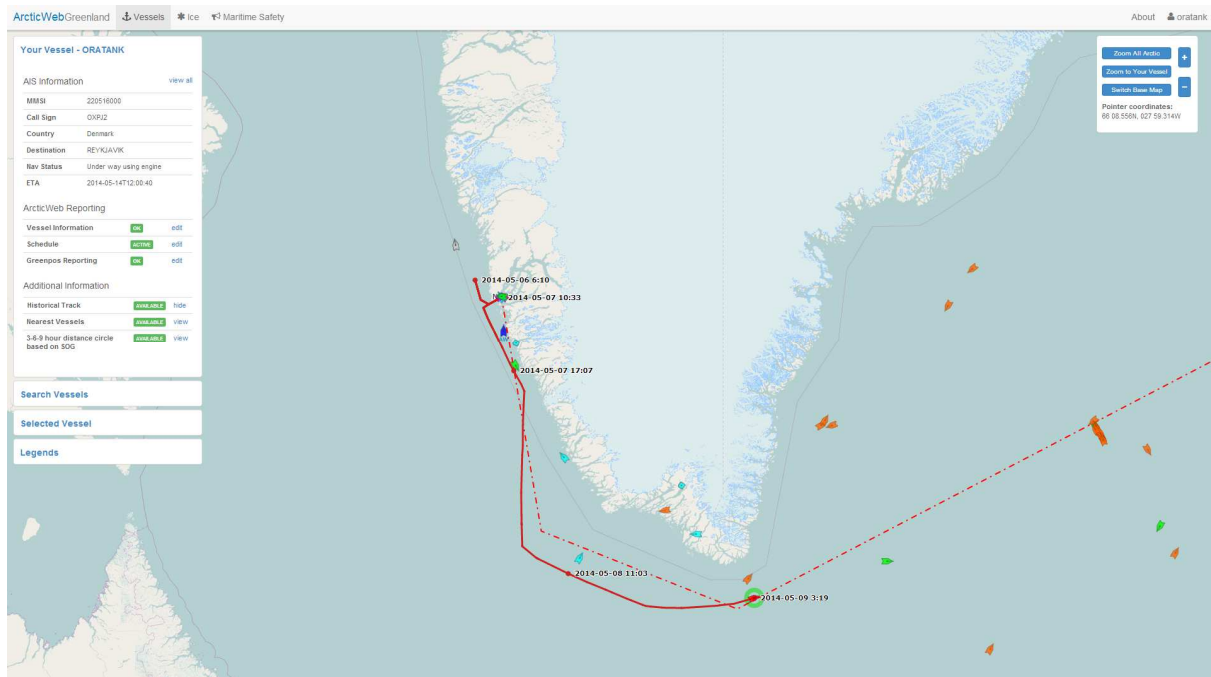 ArcticWebGreenland Vessels Ice Maritime Safety About oratank
Your Vessel - ORATANK
AIS Information view all
MMSI 220516000
Call Sign OXPJ2
Country Denmark
Destination REYKJAVIK
Nav Status Under way using engine
ETA 2014-05-14T12:00:40
ArcticWeb Reporting
Vessel Information OK edit
Schedule ACTIVE edit
Greenpos Reporting OK edit
Additional Information
Historical Track AVAILABLE hide
Nearest Vessels AVAILABLE view
3-6-9 hour distance circle AVAILABLE view
based on SOG
Search Vessels
Selected Vessel
Legends
Zoom All Arctic +
Zoom to Your Vessel
Switch Base Map -
Pointer coordinates:
66 08.556N, 027 59.314W
2014-05-06 6:10
2014-05-07 10:33
2014-05-07 17:07
2014-05-08 11:03
2014-05-09 3:19